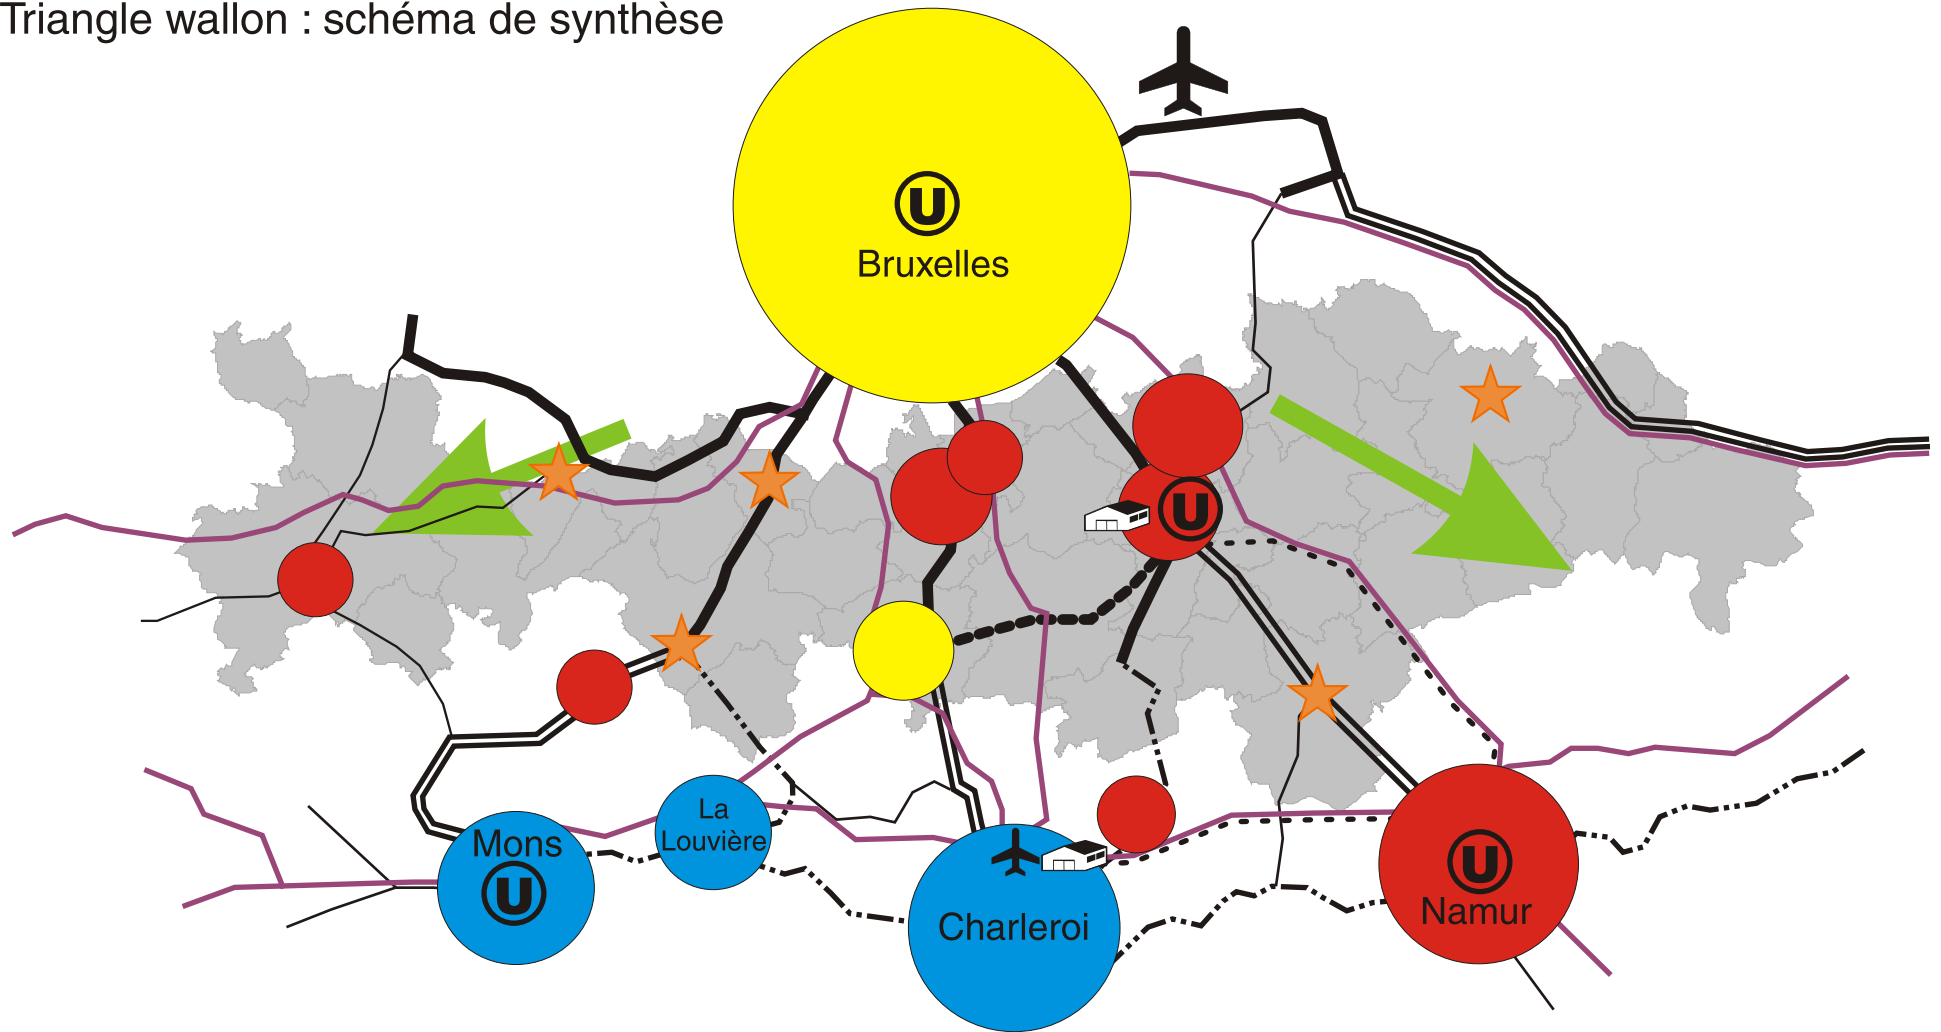 Triangle wallon : schéma de synthèse
U
Bruxelles
U
La
Louvière
Mons
U
Charleroi
U
Namur